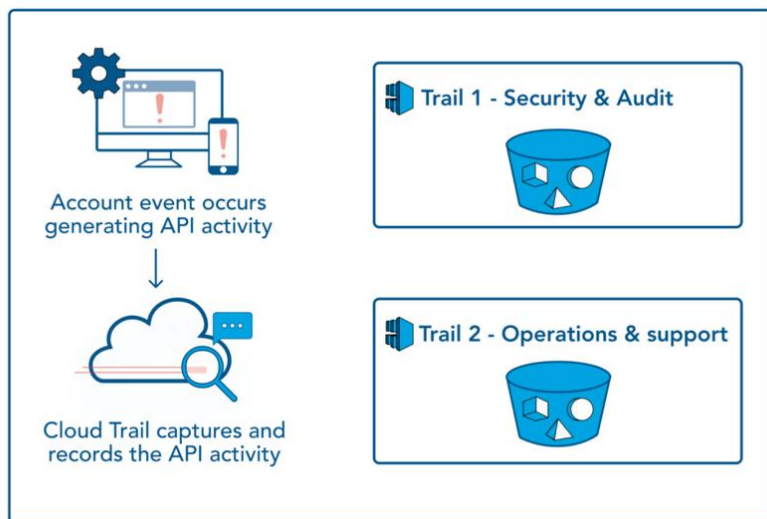 Account event occurs
generating API activity
Cloud Trail captures and
records the API activity
Trail 1 - Security & Audit
Trail 2 - Operations & support